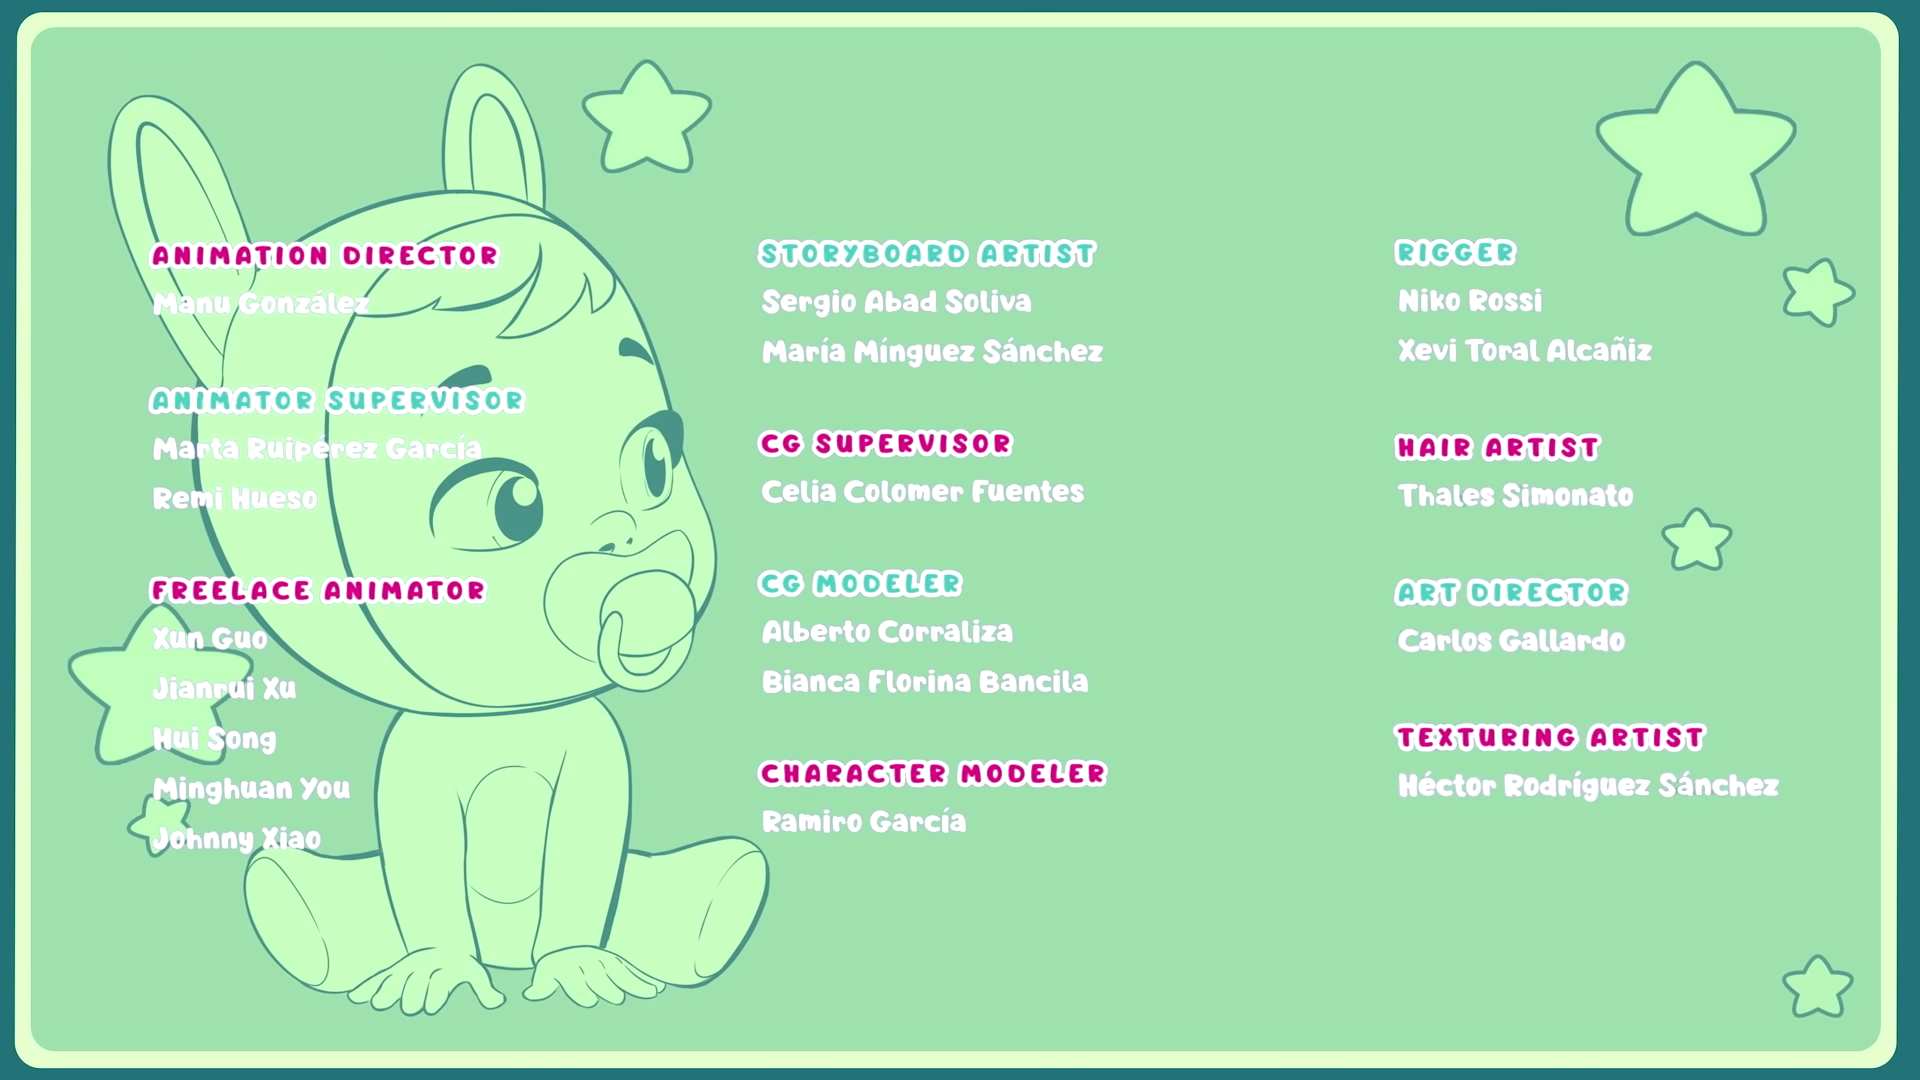 ANIMATION DIRECTOR
Manu González
ANIMATOR SUPERVISOR
Marta Ruipérez García
Remi Hueso
FREELACE ANIMATOR
Xun Guo
Jianrui Xu
Hui Song
Minghuan You
Johnny Xiao
STORYBOARD ARTIST
Sergio Abad Soliva
María Mínguez Sánchez
CG SUPERVISOR
Celia Colomer Fuentes
CG MODELER
Alberto Corraliza
Bianca Florina Bancila
CHARACTER MODELER
Ramiro García
RIGGER
Niko Rossi
Xevi Toral Alcañiz
HAIR ARTIST
Thales Simonato
ART DIRECTOR
Carlos Gallardo
TEXTURING ARTIST
Héctor Rodríguez Sánchez